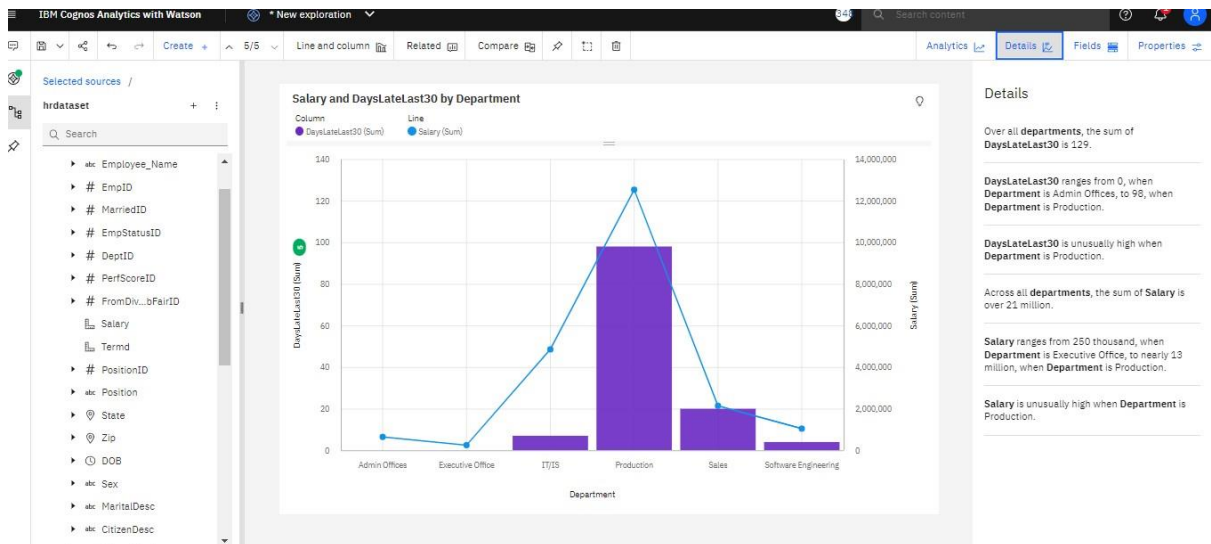 IBM Cognos Analytics with Watson
* New exploration
Search content
Create +
5/5
Line and column
Related
Compare
Analytics
Details
Fields
Properties
Selected sources /
hrdataset
Search
abc Employee_Name
# EmpID
# MarriedID
# EmpStatusID
# DeptID
# PerfScoreID
# FromDiv...bFairID
Salary
Termd
# PositionID
abc Position
State
Zip
DOB
abc Sex
abc MaritalDesc
abc CitizenDesc
Salary and DaysLateLast30 by Department
Column
Line
DaysLateLast30 (Sum)
Salary (Sum)
140
120
100
80
60
40
20
0
DaysLateLast30 (Sum)
5
14,000,000
12,000,000
10,000,000
8,000,000
6,000,000
4,000,000
2,000,000
0
Salary (Sum)
Admin Offices
Executive Office
IT/IS
Production
Sales
Software Engineering
Department
Details
Over all departments, the sum of
DaysLateLast30 is 129.
DaysLateLast30 ranges from 0, when
Department is Admin Offices, to 98, when
Department is Production.
DaysLateLast30 is unusually high when
Department is Production.
Across all departments, the sum of Salary is
over 21 million.
Salary ranges from 250 thousand, when
Department is Executive Office, to nearly 13
million, when Department is Production.
Salary is unusually high when Department is
Production.